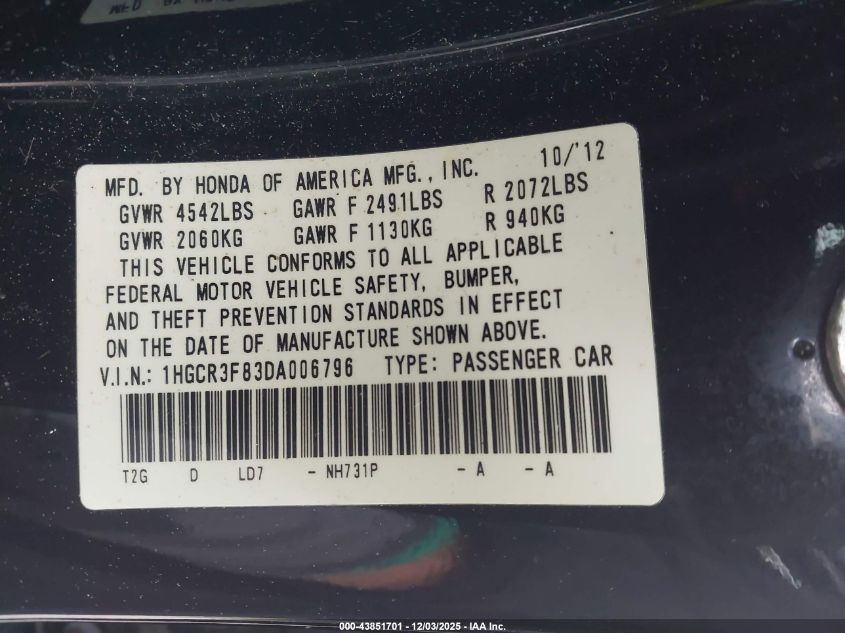 MFD. BY HONDA OF AMERICA MFG., INC. 10/'12
GVWR 4542LBS GAWR F 2491LBS R 2072LBS
GVWR 2060KG GAWR F 1130KG R 940KG
THIS VEHICLE CONFORMS TO ALL APPLICABLE
FEDERAL MOTOR VEHICLE SAFETY, BUMPER,
AND THEFT PREVENTION STANDARDS IN EFFECT
ON THE DATE OF MANUFACTURE SHOWN ABOVE.
V.I.N.: 1HGCR3F83DA006796 TYPE: PASSENGER CAR
T2G D LD7 - NH731P - A - A
000-43851701 - 12/03/2025 - IAA Inc.